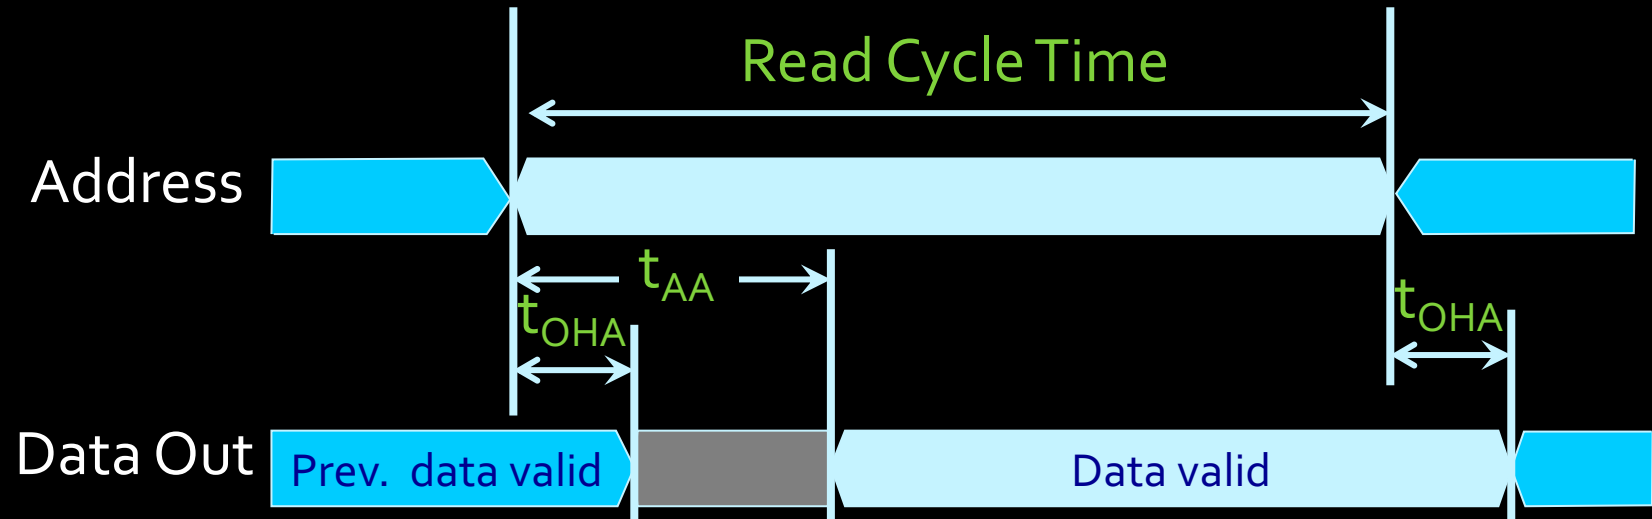 Read Cycle Time
Address
tAA
tOHA
tOHA
Data Out
Prev. data valid
Data valid